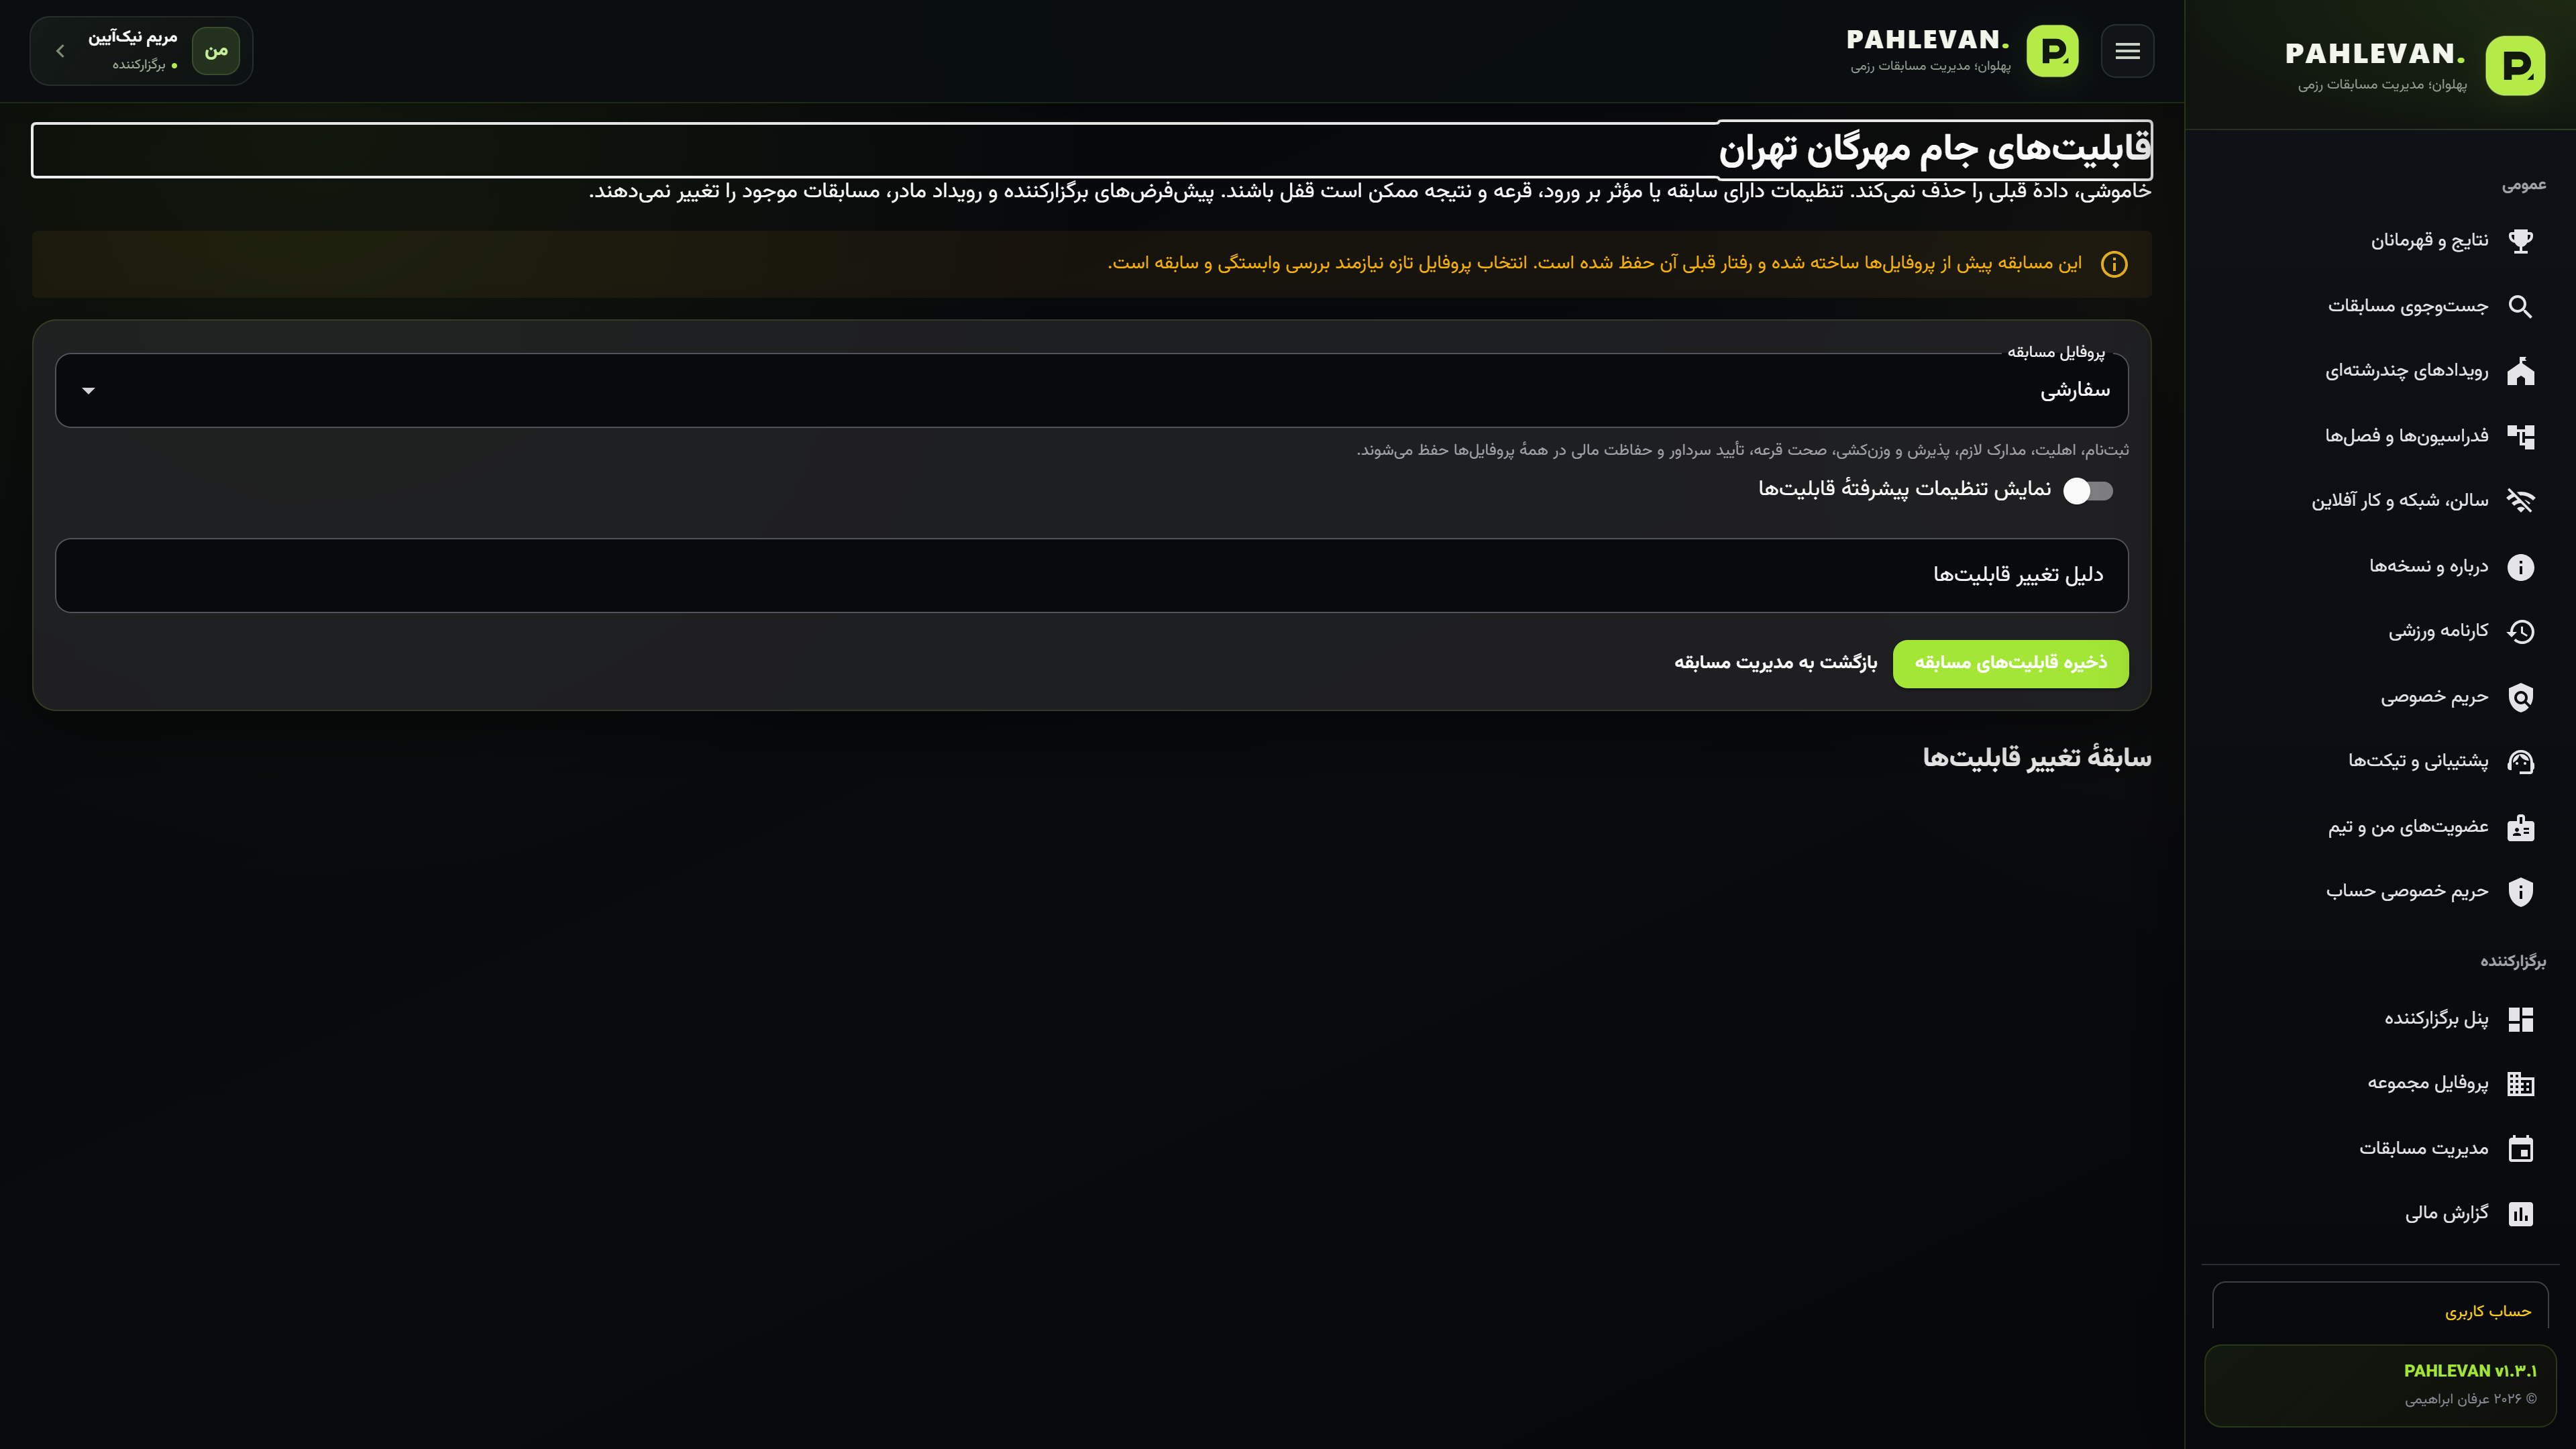 PAHLEVAN.
پهلوان؛ مدیریت مسابقات رزمی
عمومی
نتایج و قهرمانان
جست‌وجوی مسابقات
رویدادهای چندرشته‌ای
فدراسیون‌ها و فصل‌ها
سالن، شبکه و کار آفلاین
درباره و نسخه‌ها
کارنامه ورزشی
حریم خصوصی
پشتیبانی و تیکت‌ها
عضویت‌های من و تیم
حریم خصوصی حساب
برگزارکننده
پنل برگزارکننده
پروفایل مجموعه
مدیریت مسابقات
گزارش مالی
حساب کاربری
PAHLEVAN v۱.۳.۱
© ۲۰۲۶ عرفان ابراهیمی
PAHLEVAN.
پهلوان؛ مدیریت مسابقات رزمی
من
مریم نیک‌آیین
برگزارکننده
قابلیت‌های جام مهرگان تهران
خاموشی، دادهٔ قبلی را حذف نمی‌کند. تنظیمات دارای سابقه یا مؤثر بر ورود، قرعه و نتیجه ممکن است قفل باشند. پیش‌فرض‌های برگزارکننده و رویداد مادر، مسابقات موجود را تغییر نمی‌دهند.
این مسابقه پیش از پروفایل‌ها ساخته شده و رفتار قبلی آن حفظ شده است. انتخاب پروفایل تازه نیازمند بررسی وابستگی و سابقه است.
پروفایل مسابقه
سفارشی
ثبت‌نام، اهلیت، مدارک لازم، پذیرش و وزن‌کشی، صحت قرعه، تأیید سرداور و حفاظت مالی در همهٔ پروفایل‌ها حفظ می‌شوند.
نمایش تنظیمات پیشرفتهٔ قابلیت‌ها
دلیل تغییر قابلیت‌ها
ذخیره قابلیت‌های مسابقه
بازگشت به مدیریت مسابقه
سابقهٔ تغییر قابلیت‌ها